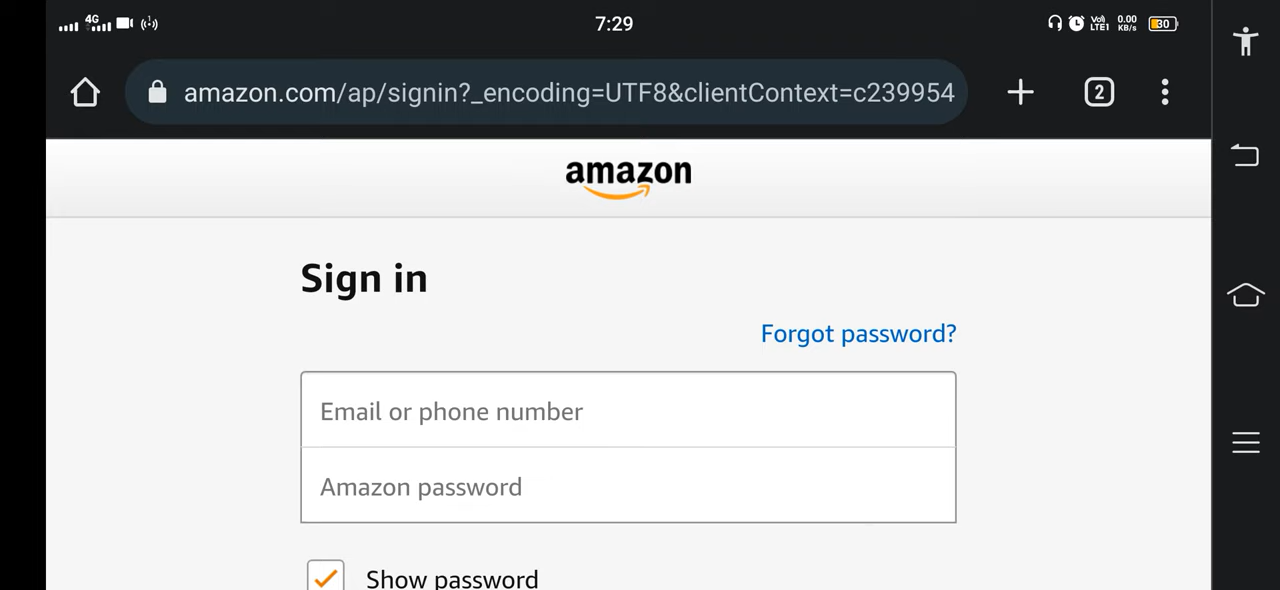 4G 7:29 Vo) LTE1 0.00 KB/s 30
amazon.com/ap/signin?_encoding=UTF8&clientContext=c239954 2
amazon
Sign in
Forgot password?
Email or phone number
Amazon password
Show password